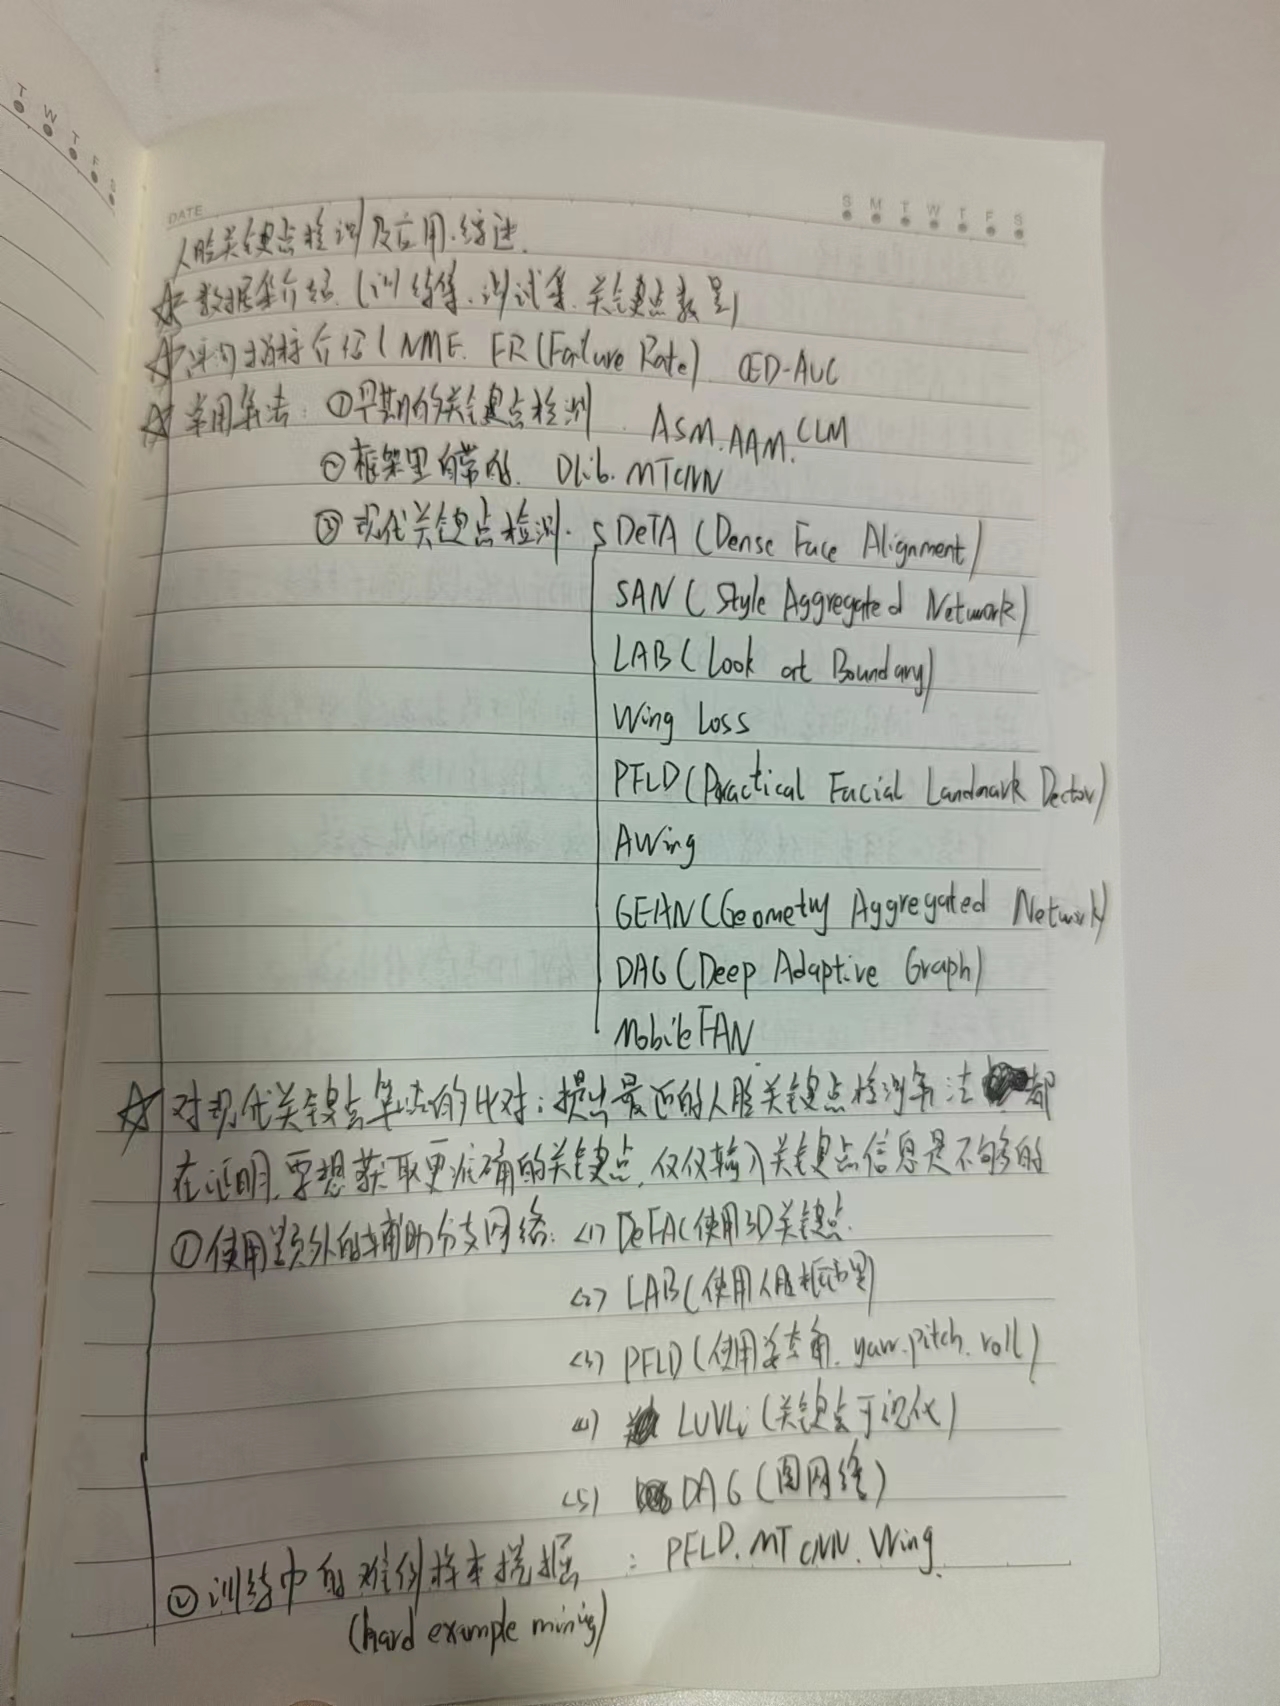 T W T F S
DATE
S M T W T F S
人脸关键点检测及应用综述.
☆ 数据集介绍 (训练集、测试集、关键点数量)
☆ 评测指标介绍 ( NME. FR (Failure Rate) CED-AUC
☆ 常用算法: ①早期的关键点检测. ASM. AAM. CLM
②框架里自带的. Dlib. MTCNN
③现代关键点检测. DeTA (Dense Face Alignment)
SAN (Style Aggregated Network)
LAB (Look at Boundary)
Wing Loss
PFLD (Practical Facial Landmark Dector)
AWing
GEAN (Geometry Aggregated Network)
DAG (Deep Adaptive Graph)
MobileFAN
☆ 对现代关键点算法的比对: 提出最近的人脸关键点检测算法都
在证明,要想获取更准确的关键点,仅仅输入关键点信息是不够的
①使用额外的辅助分支网络: <1> DeFA(使用3D关键点.
<2> LAB(使用人脸框
<3> PFLD (使用姿态角. yaw. pitch. roll)
<4> LUVLi (关键点可视化)
<5> DAG (图网络)
②训练中的难例样本挖掘: PFLD. MTCNN. Wing.
(hard example mining)